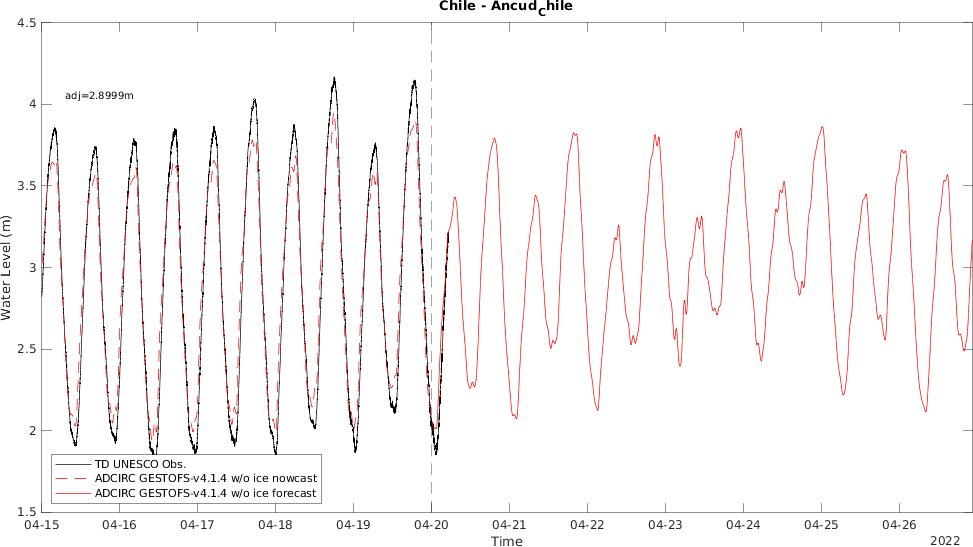 Chile - Ancud_Chile
4.5
adj=2.8999m
4
3.5
3
2.5
2
1.5
Water Level (m)
TD UNESCO Obs.
ADCIRC GESTOFS-v4.1.4 w/o ice nowcast
ADCIRC GESTOFS-v4.1.4 w/o ice forecast
04-15 04-16 04-17 04-18 04-19 04-20 04-21 04-22 04-23 04-24 04-25 04-26
Time
2022